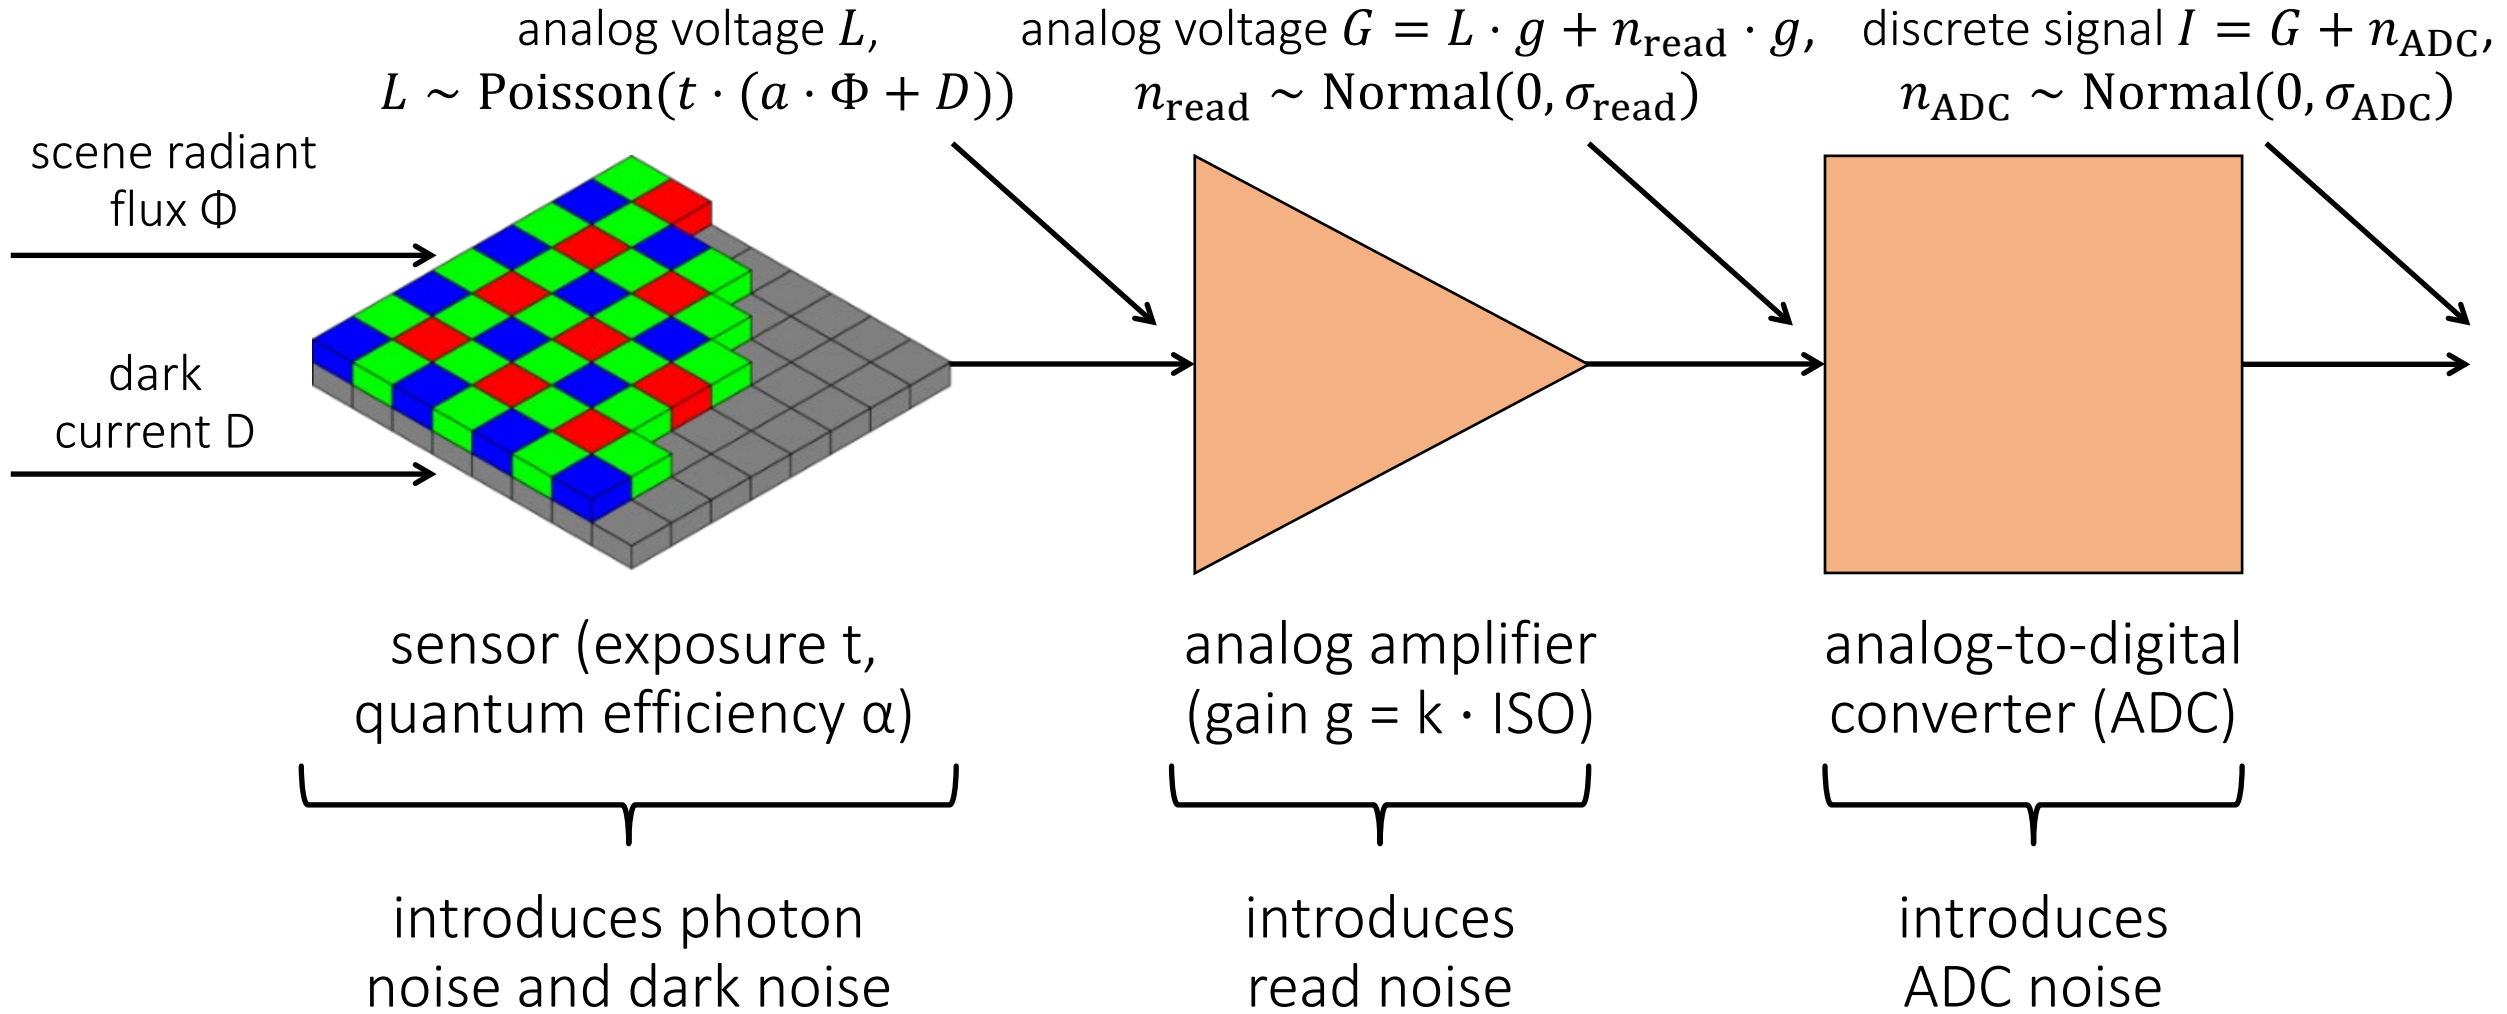 analog voltage L,
L ~ Poisson(t · (a · Φ + D))
analog voltage G = L · g + n_read · g,
n_read ~ Normal(0, σ_read)
discrete signal I = G + n_ADC,
n_ADC ~ Normal(0, σ_ADC)
scene radiant
flux Φ
dark
current D
sensor (exposure t,
quantum efficiency α)
analog amplifier
(gain g = k · ISO)
analog-to-digital
converter (ADC)
introduces photon
noise and dark noise
introduces
read noise
introduces
ADC noise